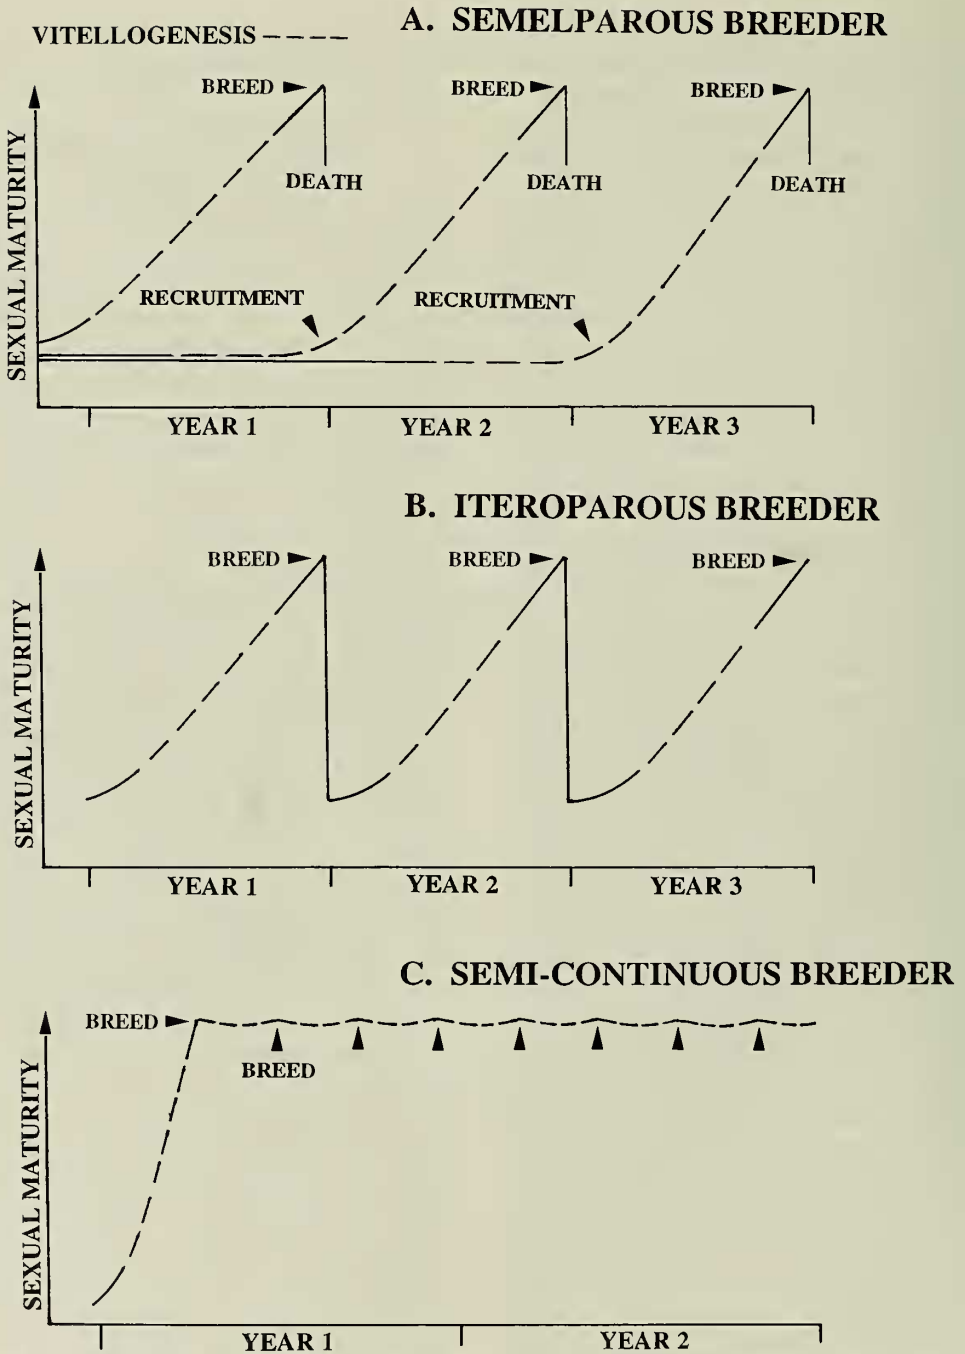 A. SEMELPAROUS BREEDER
VITELLOGENESIS
BREED BREED BREED
DEATH DEATH DEATH
RECRUITMENT RECRUITMENT
SEXUAL MATURITY
YEAR 1 YEAR 2 YEAR 3
B. ITEROPAROUS BREEDER
BREED BREED BREED
SEXUAL MATURITY
YEAR 1 YEAR 2 YEAR 3
C. SEMI-CONTINUOUS BREEDER
BREED
BREED
SEXUAL MATURITY
YEAR 1 YEAR 2